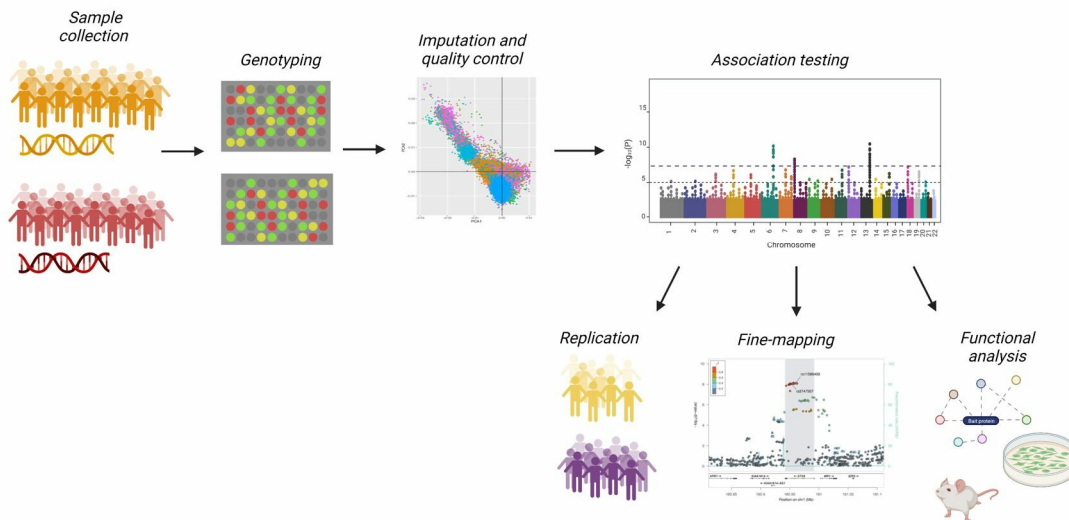 Sample
collection
Genotyping
Imputation and
quality control
Association testing
-log₁₀(P)
15
10
5
0
1
2
3
4
5
6
7
8
9
10
11
12
13
14
15
16
17
18
19
20
21
22
Chromosome
Replication
Fine-mapping
Functional
analysis
Bait protein